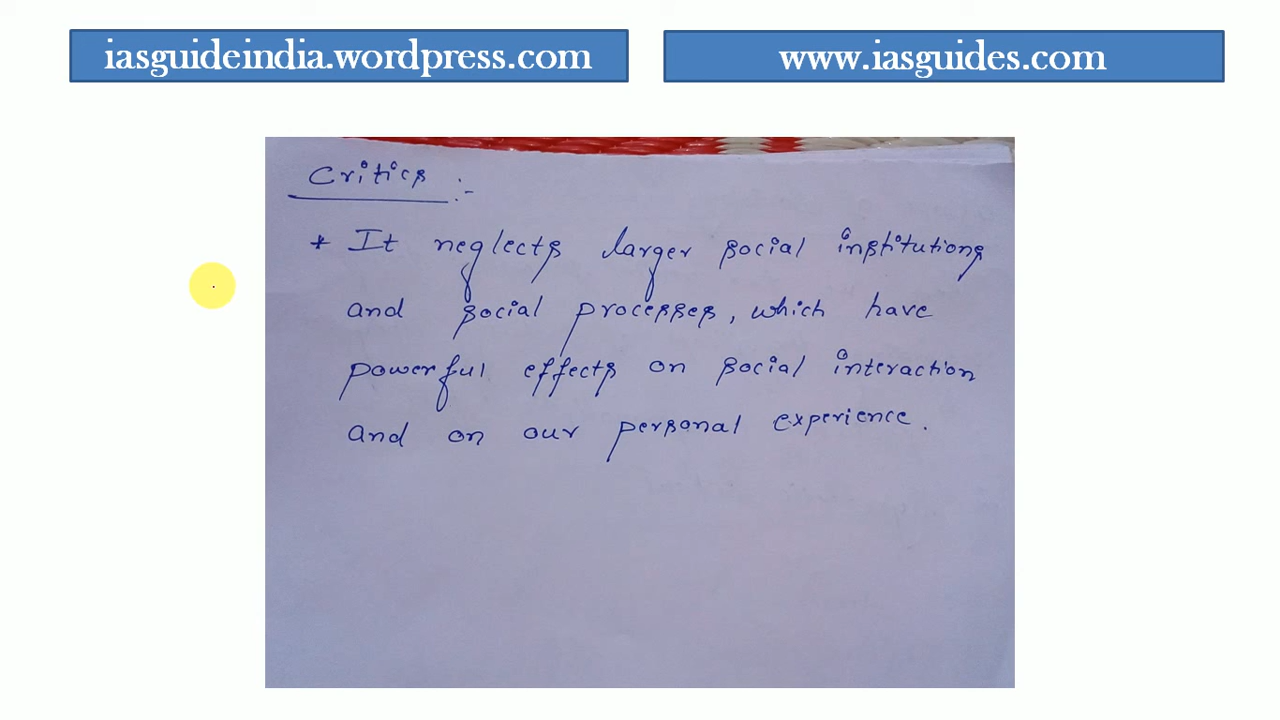 iasguideindia.wordpress.com
www.iasguides.com
Critics :-
* It neglects larger social institutions
and social processes, which have
powerful effects on social interaction
and on our personal experience.